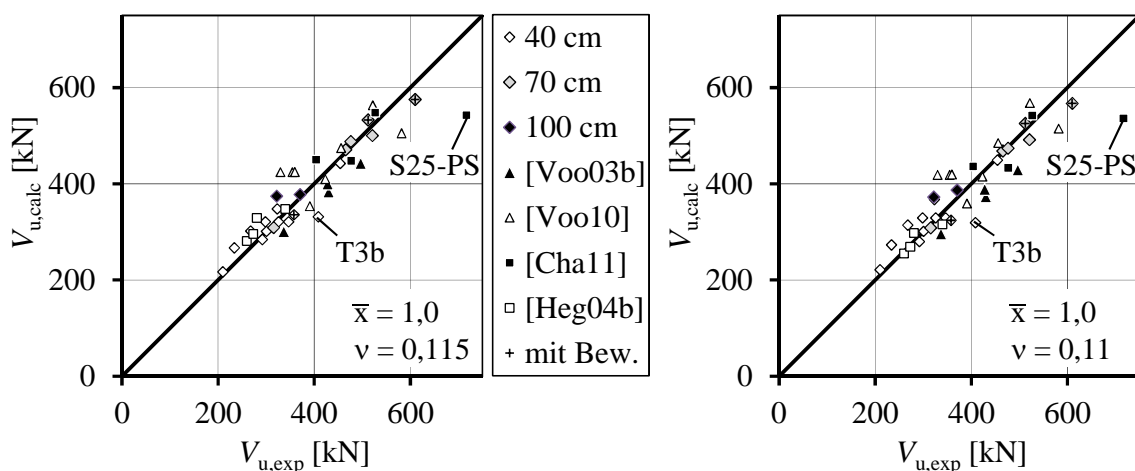 600
400
200
0
V_u,calc [kN]
0 200 400 600
V_u,exp [kN]
S25-PS
T3b
x̅ = 1,0
ν = 0,115
40 cm
70 cm
100 cm
[Voo03b]
[Voo10]
[Cha11]
[Heg04b]
mit Bew.
600
400
200
0
V_u,calc [kN]
0 200 400 600
V_u,exp [kN]
S25-PS
T3b
x̅ = 1,0
ν = 0,11